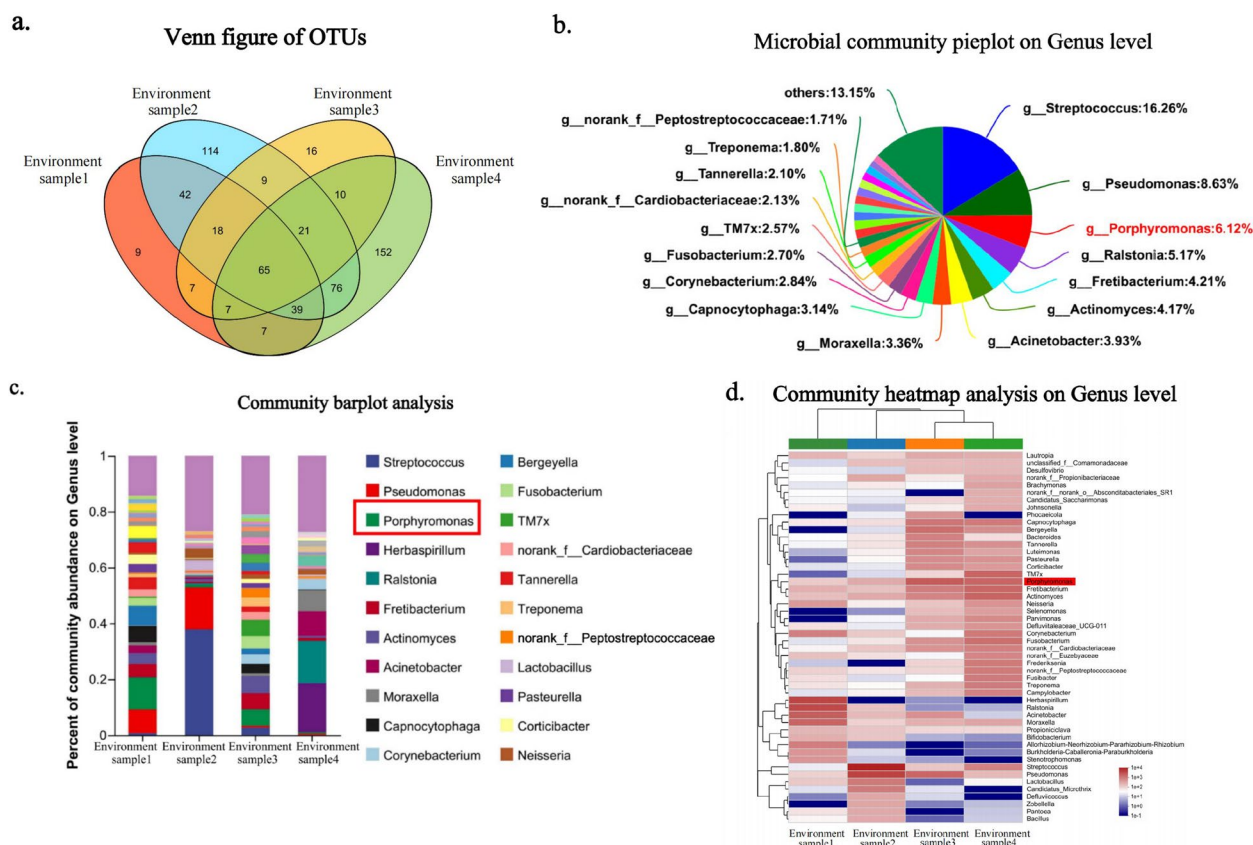 a.
Venn figure of OTUs
Environment
sample2
Environment
sample3
Environment
sample1
Environment
sample4
114
16
42
9
10
9
18
21
152
65
7
76
7
39
7
b.
Microbial community pieplot on Genus level
others:13.15%
g__norank_f__Peptostreptococcaceae:1.71%
g__Treponema:1.80%
g__Tannerella:2.10%
g__norank_f__Cardiobacteriaceae:2.13%
g__TM7x:2.57%
g__Fusobacterium:2.70%
g__Corynebacterium:2.84%
g__Capnocytophaga:3.14%
g__Moraxella:3.36%
g__Streptococcus:16.26%
g__Pseudomonas:8.63%
g__Porphyromonas:6.12%
g__Ralstonia:5.17%
g__Fretibacterium:4.21%
g__Actinomyces:4.17%
g__Acinetobacter:3.93%
c.
Community barplot analysis
Percent of community abundance on Genus level
1
0.8
0.6
0.4
0.2
0
Environment
sample1
Environment
sample2
Environment
sample3
Environment
sample4
Streptococcus
Pseudomonas
Porphyromonas
Herbaspirillum
Ralstonia
Fretibacterium
Actinomyces
Acinetobacter
Moraxella
Capnocytophaga
Corynebacterium
Bergeyella
Fusobacterium
TM7x
norank_f__Cardiobacteriaceae
Tannerella
Treponema
norank_f__Peptostreptococcaceae
Lactobacillus
Pasteurella
Corticibacter
Neisseria
d.
Community heatmap analysis on Genus level
Lautropia
unclassified_f__Comamonadaceae
Desulfovibrio
norank_f__Propionibacteriaceae
Brachymonas
norank_f__norank_o__Absconditabacteriales_SR1
Candidatus_Saccharimonas
Johnsonella
Phocaeicola
Capnocytophaga
Bergeyella
Bacteroides
Tannerella
Luteimonas
Pasteurella
Corticibacter
TM7x
Porphyromonas
Fretibacterium
Actinomyces
Neisseria
Selenomonas
Parvimonas
Defluviitaleaceae_UCG-011
Corynebacterium
Fusobacterium
norank_f__Cardiobacteriaceae
norank_f__Euzebyaceae
Frederiksenia
norank_f__Peptostreptococcaceae
Fusibacter
Treponema
Campylobacter
Herbaspirillum
Ralstonia
Acinetobacter
Moraxella
Propioniciclava
Bifidobacterium
Allorhizobium-Neorhizobium-Pararhizobium-Rhizobium
Burkholderia-Caballeronia-Paraburkholderia
Stenotrophomonas
Streptococcus
Pseudomonas
Lactobacillus
Candidatus_Microthrix
Defluviicoccus
Zobellella
Pantoea
Bacillus
1e+4
1e+3
1e+2
1e+1
1e+0
1e-1
Environment
sample1
Environment
sample2
Environment
sample3
Environment
sample4